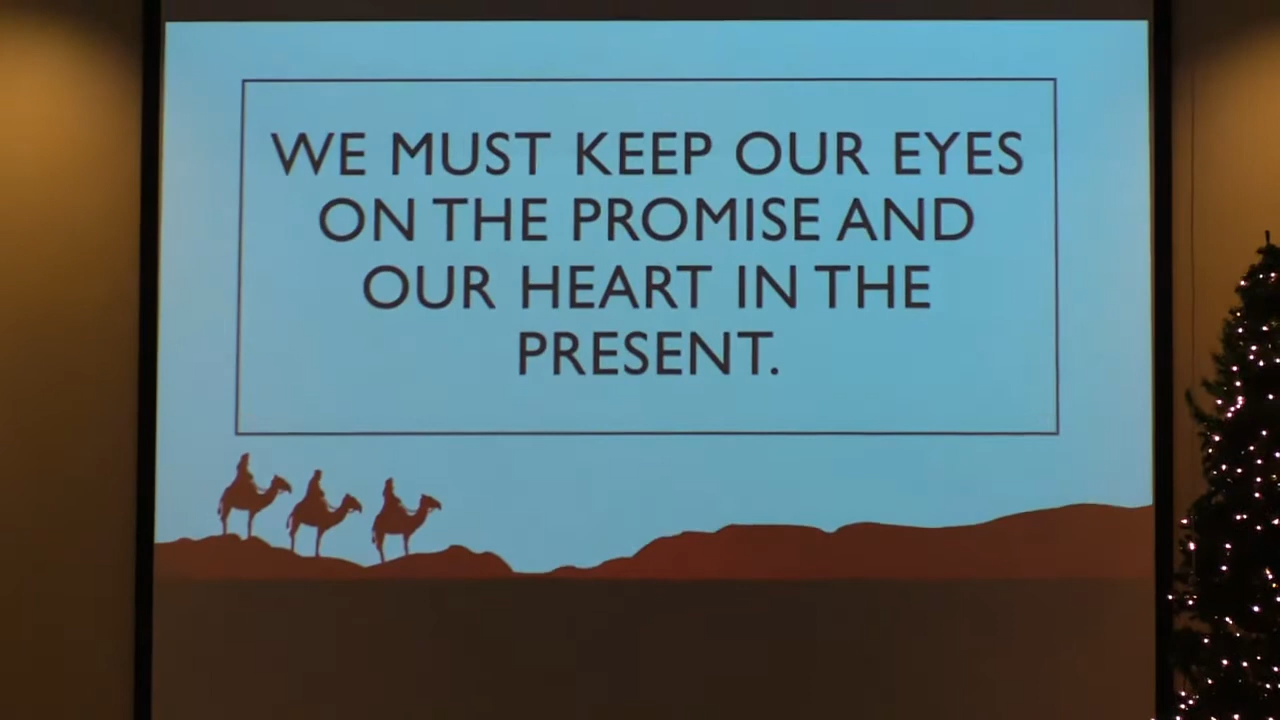 WE MUST KEEP OUR EYES
ON THE PROMISE AND
OUR HEART IN THE
PRESENT.